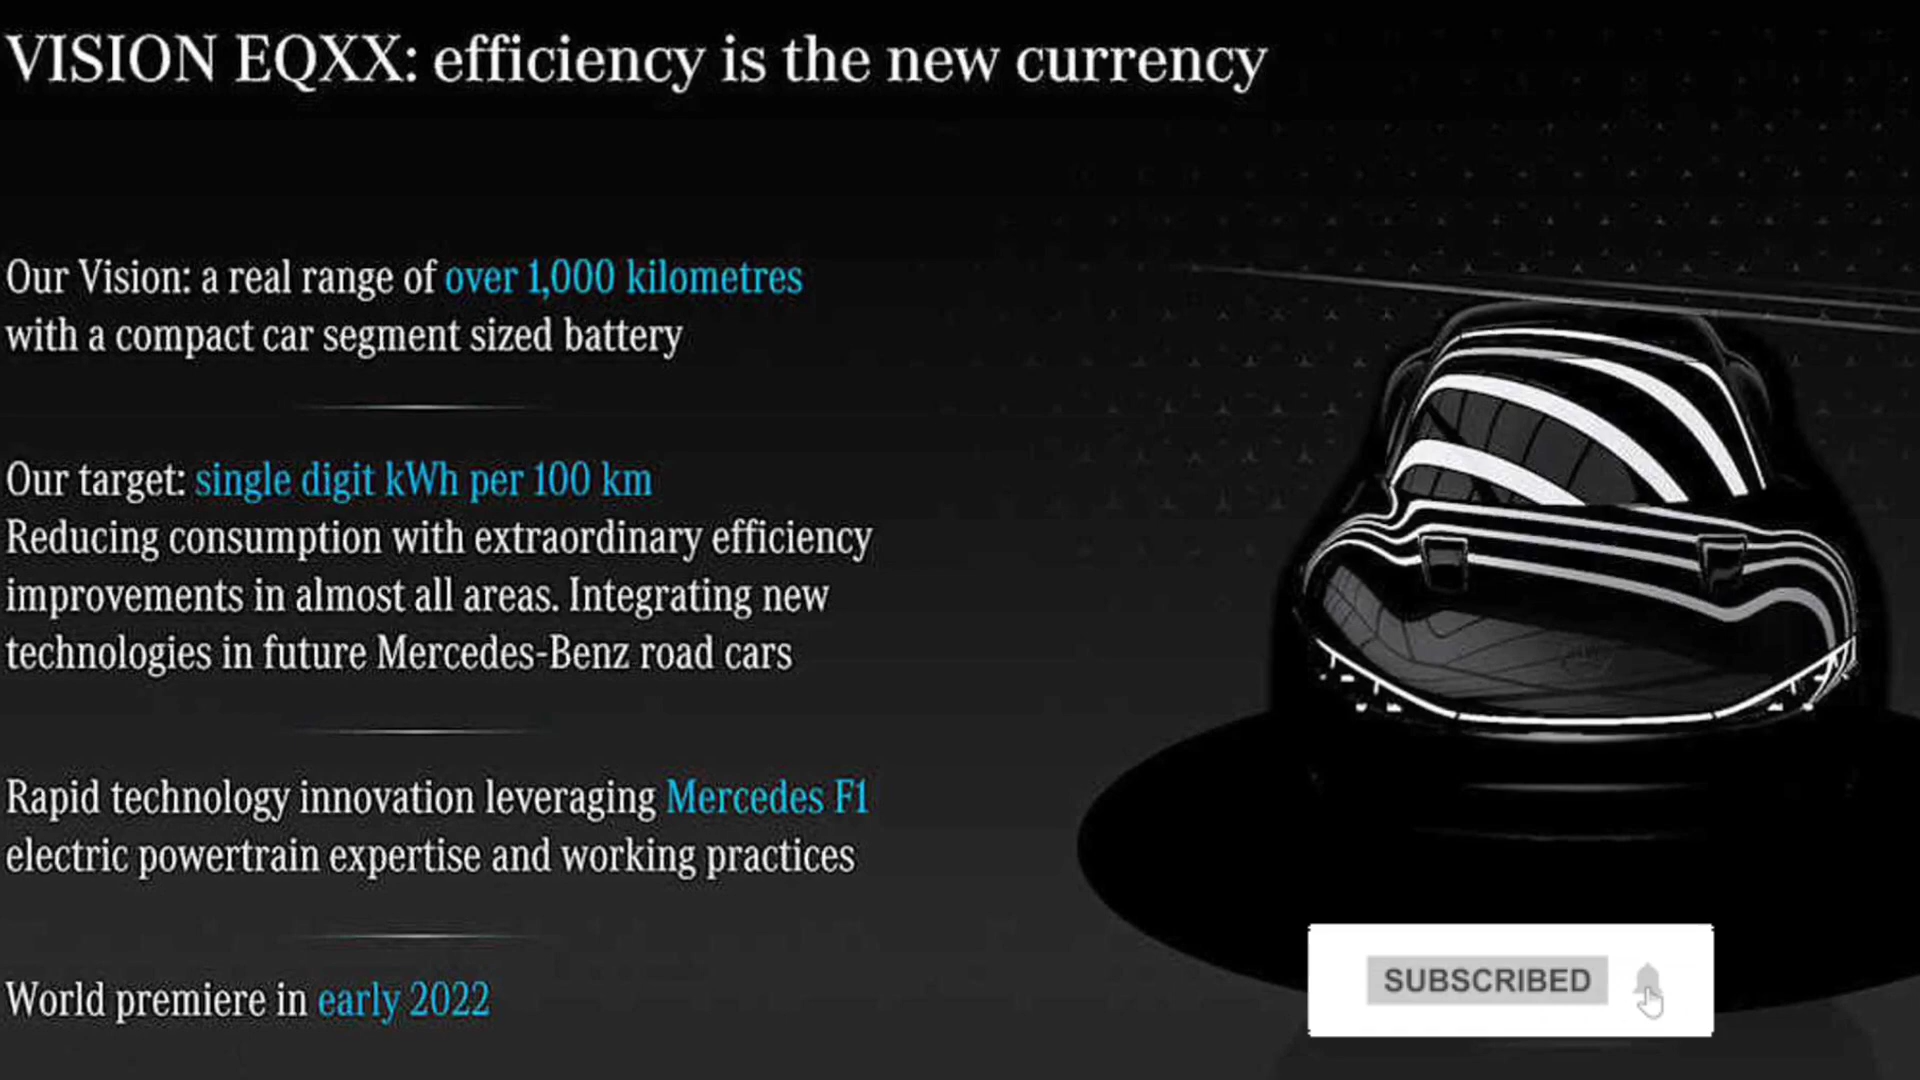 VISION EQXX: efficiency is the new currency
Our Vision: a real range of over 1,000 kilometres
with a compact car segment sized battery
Our target: single digit kWh per 100 km
Reducing consumption with extraordinary efficiency
improvements in almost all areas. Integrating new
technologies in future Mercedes-Benz road cars
Rapid technology innovation leveraging Mercedes F1
electric powertrain expertise and working practices
World premiere in early 2022
SUBSCRIBED